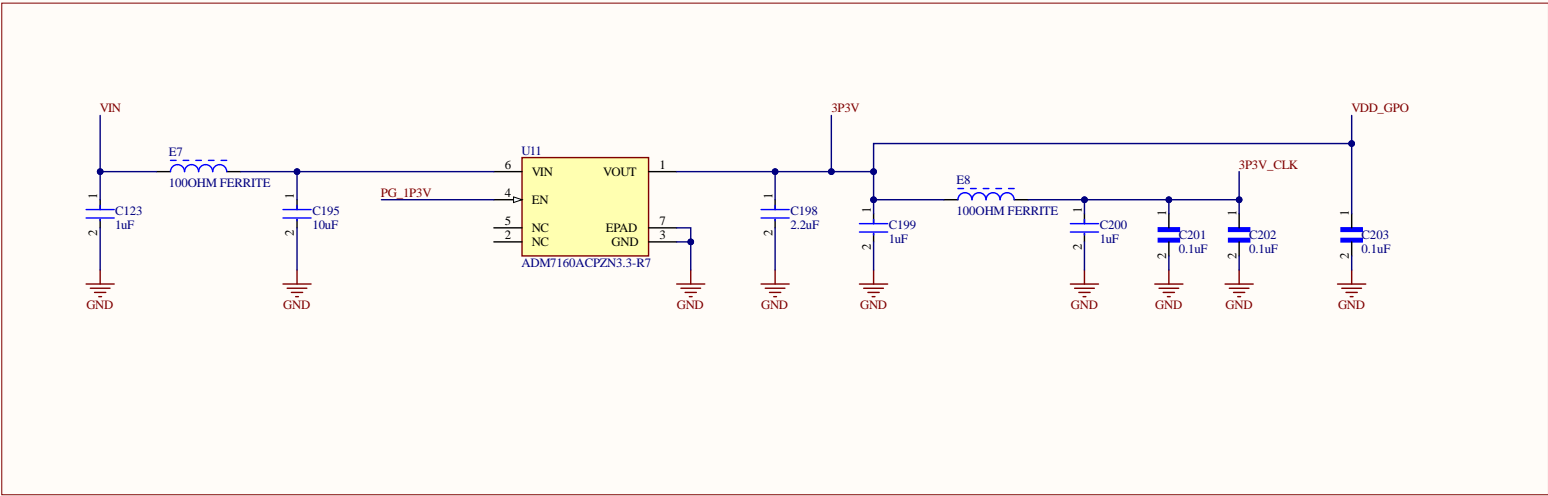 VIN
3P3V
VDD_GPO
E7
100OHM FERRITE
U11
6
VIN
VOUT
1
PG_1P3V
4
EN
5
NC
EPAD
7
2
NC
GND
3
ADM7160ACPZN3.3-R7
3P3V_CLK
E8
100OHM FERRITE
1
C123
1uF
2
GND
1
C195
10uF
2
GND
GND
1
C198
2.2uF
2
GND
1
C199
1uF
2
GND
1
C200
1uF
2
GND
1
C201
0.1uF
2
GND
1
C202
0.1uF
2
GND
1
C203
0.1uF
2
GND